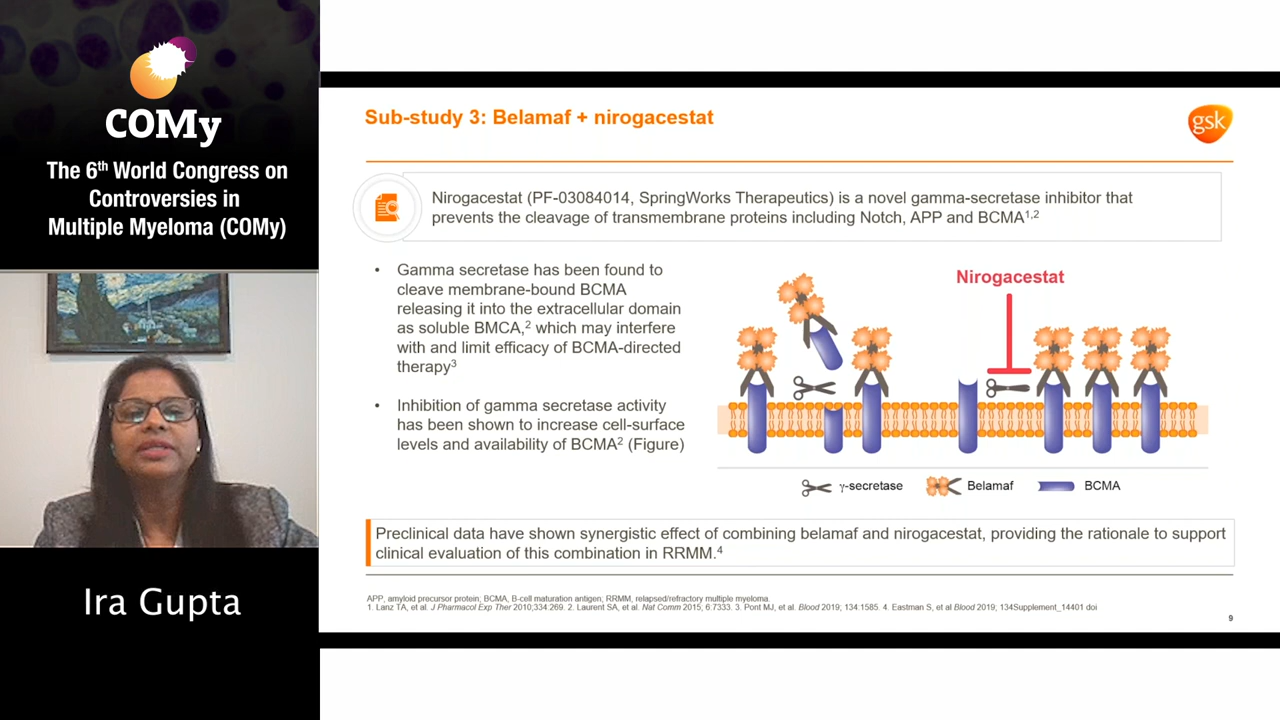 COMy
The 6th World Congress on
Controversies in
Multiple Myeloma (COMy)
Ira Gupta
Sub-study 3: Belamaf + nirogacestat
gsk
Nirogacestat (PF-03084014, SpringWorks Therapeutics) is a novel gamma-secretase inhibitor that
prevents the cleavage of transmembrane proteins including Notch, APP and BCMA1,2
• Gamma secretase has been found to
cleave membrane-bound BCMA
releasing it into the extracellular domain
as soluble BMCA,2 which may interfere
with and limit efficacy of BCMA-directed
therapy3
• Inhibition of gamma secretase activity
has been shown to increase cell-surface
levels and availability of BCMA2 (Figure)
Nirogacestat
γ-secretase
Belamaf
BCMA
Preclinical data have shown synergistic effect of combining belamaf and nirogacestat, providing the rationale to support
clinical evaluation of this combination in RRMM.4
APP, amyloid precursor protein; BCMA, B-cell maturation antigen; RRMM, relapsed/refractory multiple myeloma.
1. Lanz TA, et al. J Pharmacol Exp Ther 2010;334:269. 2. Laurent SA, et al. Nat Comm 2015; 6:7333. 3. Pont MJ, et al. Blood 2019; 134:1585. 4. Eastman S, et al Blood 2019; 134Supplement_14401 doi
9